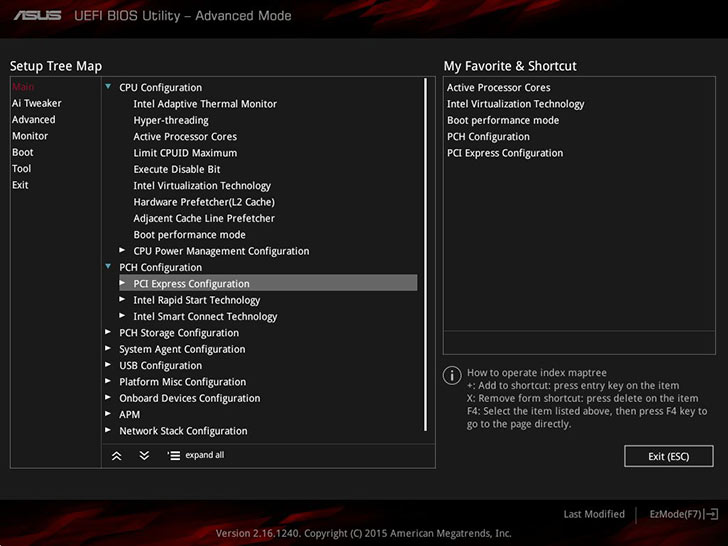 ASUS UEFI BIOS Utility – Advanced Mode
Setup Tree Map
Main
Ai Tweaker
Advanced
Monitor
Boot
Tool
Exit
CPU Configuration
Intel Adaptive Thermal Monitor
Hyper-threading
Active Processor Cores
Limit CPUID Maximum
Execute Disable Bit
Intel Virtualization Technology
Hardware Prefetcher(L2 Cache)
Adjacent Cache Line Prefetcher
Boot performance mode
CPU Power Management Configuration
PCH Configuration
PCI Express Configuration
Intel Rapid Start Technology
Intel Smart Connect Technology
PCH Storage Configuration
System Agent Configuration
USB Configuration
Platform Misc Configuration
Onboard Devices Configuration
APM
Network Stack Configuration
expand all
My Favorite & Shortcut
Active Processor Cores
Intel Virtualization Technology
Boot performance mode
PCH Configuration
PCI Express Configuration
How to operate index maptree
+: Add to shortcut: press entry key on the item
X: Remove form shortcut: press delete on the item
F4: Select the item listed above, then press F4 key to
go to the page directly.
Exit (ESC)
Last Modified
EzMode(F7)
Version 2.16.1240. Copyright (C) 2015 American Megatrends, Inc.